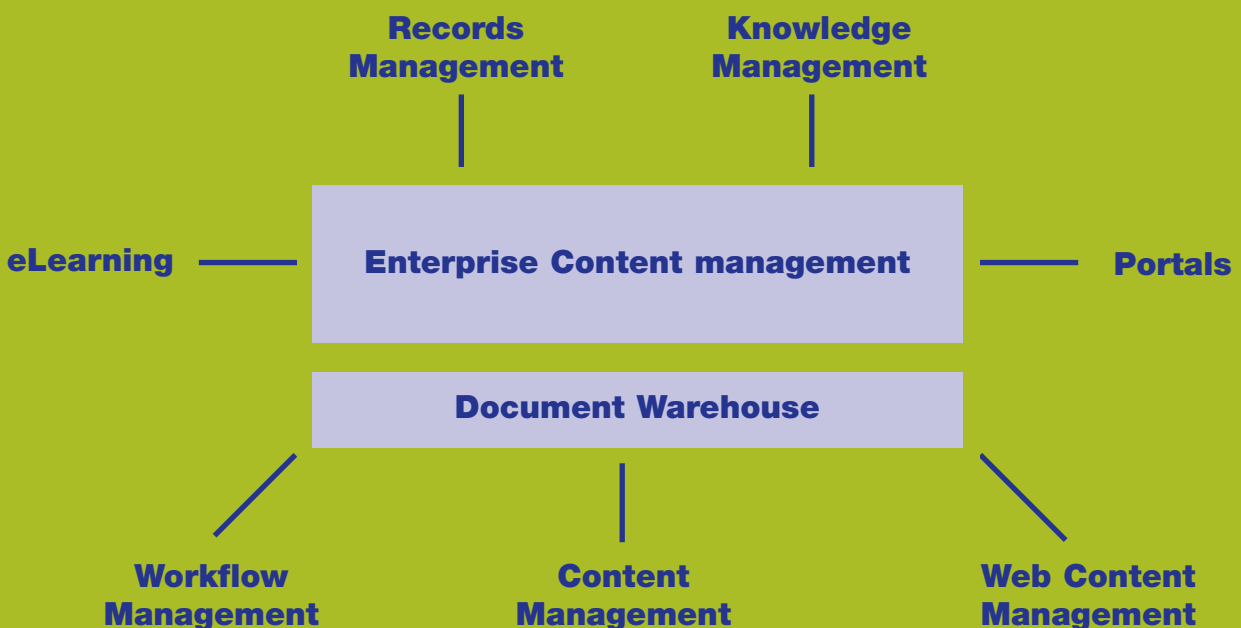 Records
Management
Knowledge
Management
eLearning
Enterprise Content management
Portals
Document Warehouse
Workflow
Management
Content
Management
Web Content
Management